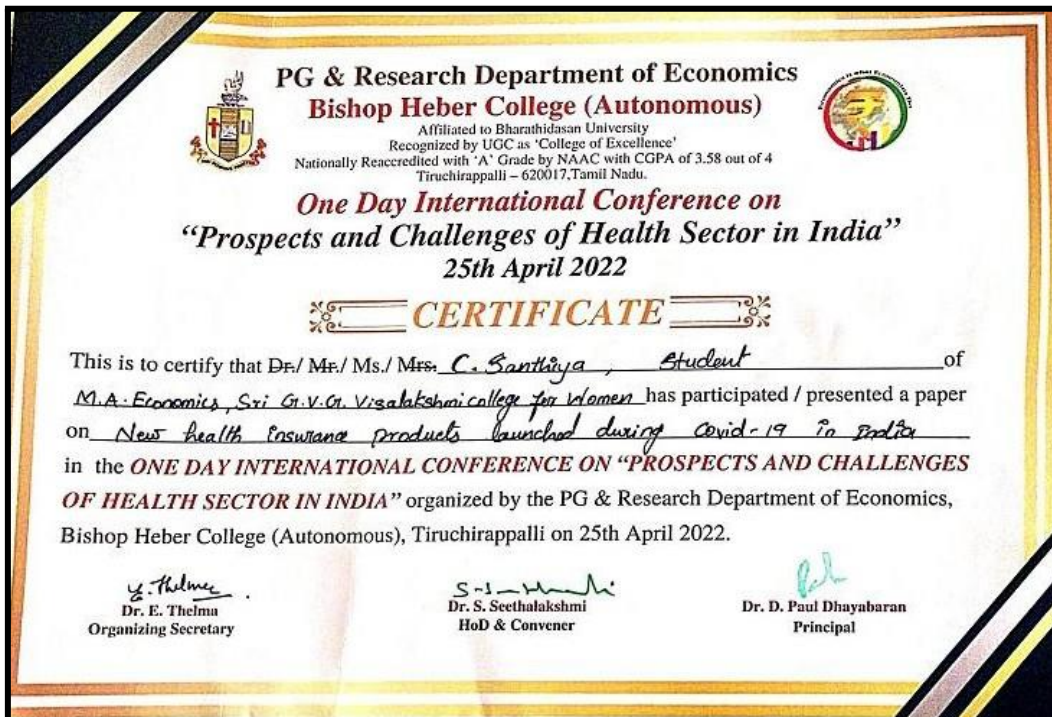 PG & Research Department of Economics
Bishop Heber College (Autonomous)
Affiliated to Bharathidasan University
Recognized by UGC as 'College of Excellence'
Nationally Reaccredited with 'A' Grade by NAAC with CGPA of 3.58 out of 4
Tiruchirappalli – 620017,Tamil Nadu.
One Day International Conference on
“Prospects and Challenges of Health Sector in India”
25th April 2022
CERTIFICATE
This is to certify that Dr./ Mr./ Ms./ Mrs. C. Santhiya, Student of
M.A. Economics, Sri G.V.G. Visalakshmi college for Women has participated / presented a paper
on New health insurance products launched during Covid-19 in India
in the ONE DAY INTERNATIONAL CONFERENCE ON “PROSPECTS AND CHALLENGES
OF HEALTH SECTOR IN INDIA” organized by the PG & Research Department of Economics,
Bishop Heber College (Autonomous), Tiruchirappalli on 25th April 2022.
E. Thelma
Dr. E. Thelma
Organizing Secretary
Dr. S. Seethalakshmi
HoD & Convener
Dr. D. Paul Dhayabaran
Principal